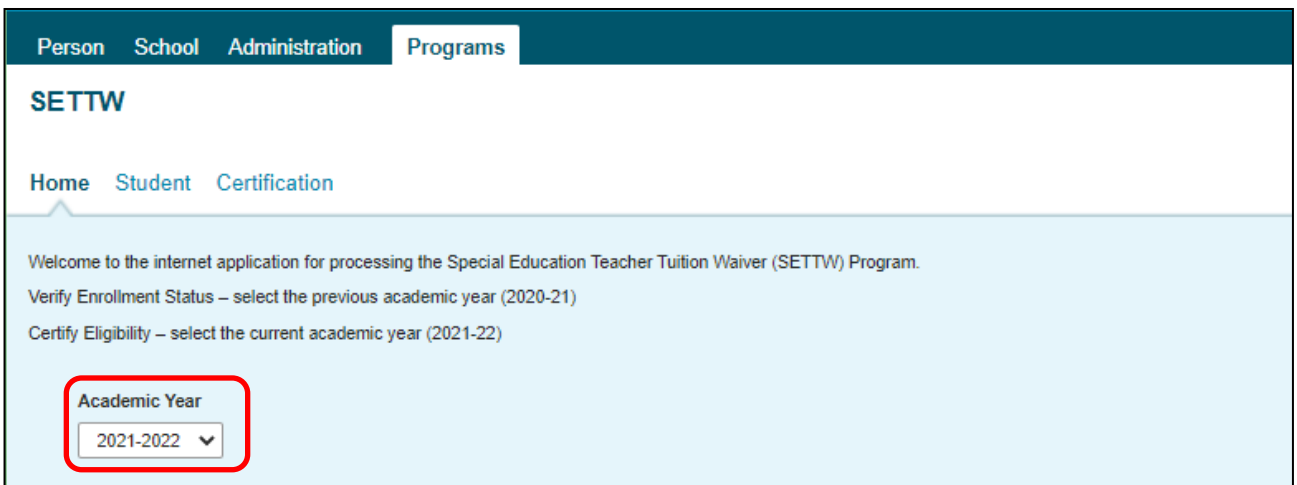 Person School Administration Programs
SETTW
Home Student Certification
Welcome to the internet application for processing the Special Education Teacher Tuition Waiver (SETTW) Program.
Verify Enrollment Status – select the previous academic year (2020-21)
Certify Eligibility – select the current academic year (2021-22)
Academic Year
2021-2022